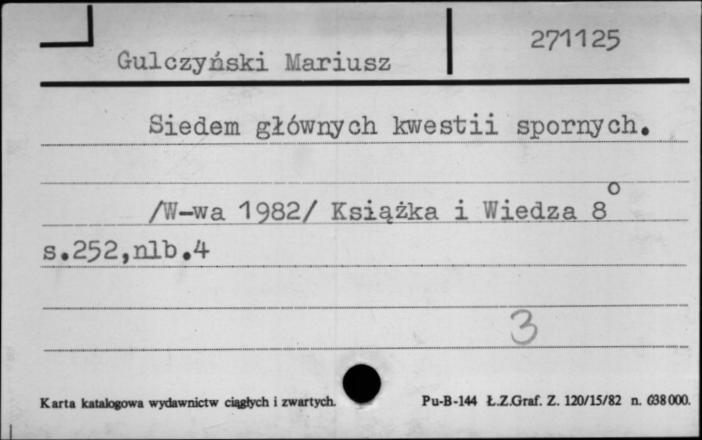 Gulczyński Mariusz 271125
Siedem głównych kwestii spornych.
/W-wa 1982/ Książka i Wiedza 8°
s.252,nlb.4
3
Karta katalogowa wydawnictw ciągłych i zwartych. Pu-B-144 Ł.Z.Graf. Z. 120/15/82 n. 638000.